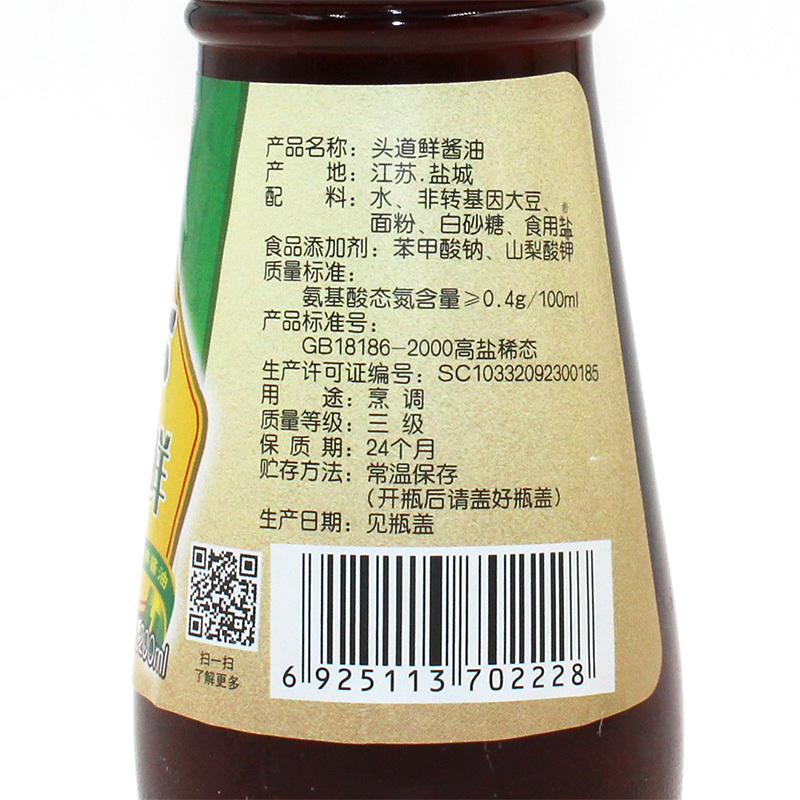 产品名称：头道鲜酱油
产　　地：江苏.盐城
配　　料：水、非转基因大豆、
面粉、白砂糖、食用盐
食品添加剂：苯甲酸钠、山梨酸钾
质量标准：
氨基酸态氮含量≥0.4g/100ml
产品标准号：
GB18186-2000高盐稀态
生产许可证编号：SC10332092300185
用　　途：烹 调
质量等级：三 级
保 质 期：24个月
贮存方法：常温保存
（开瓶后请盖好瓶盖）
生产日期：见瓶盖
鲜
酱油
ml
扫一扫
了解更多
6 925113 702228